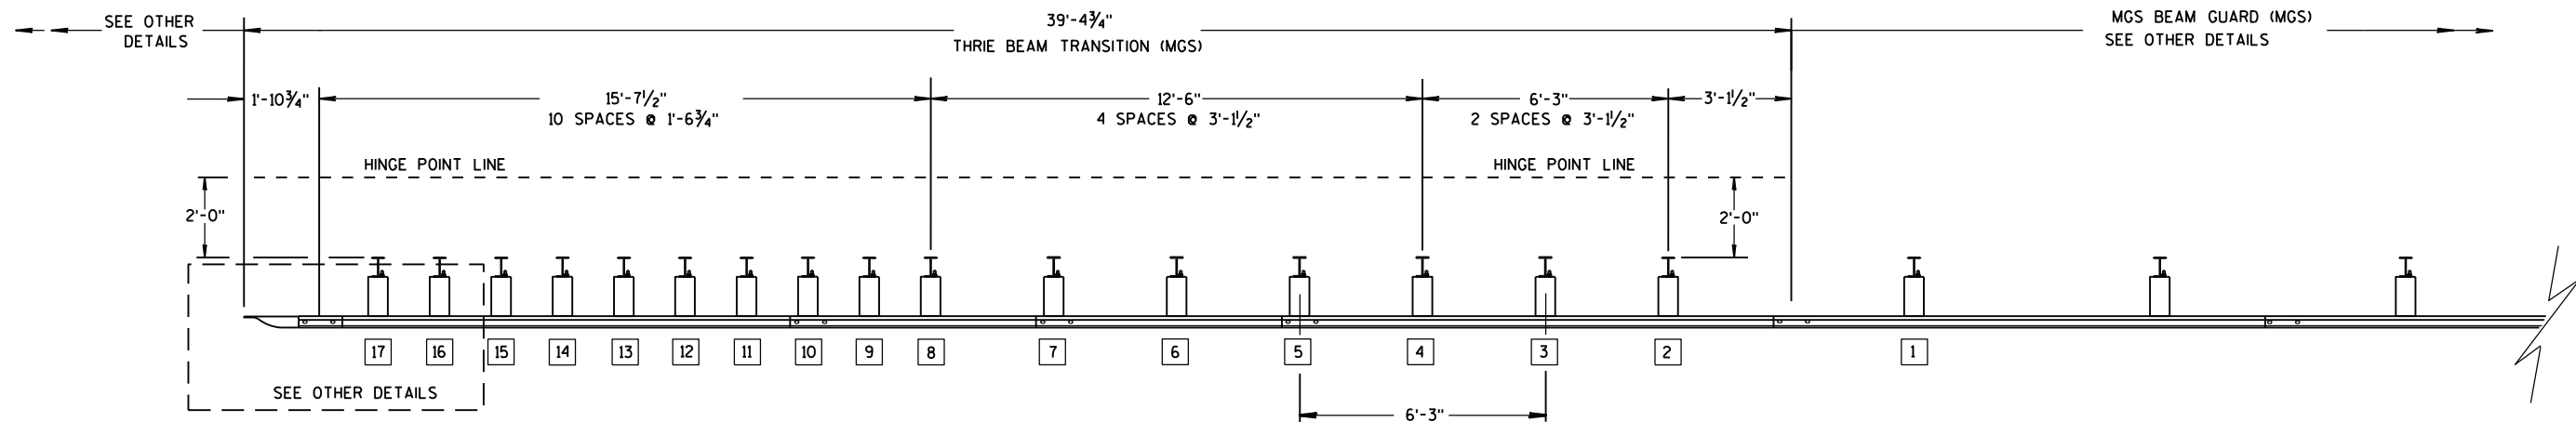 SEE OTHER
DETAILS
39'-4¾"
THRIE BEAM TRANSITION (MGS)
MGS BEAM GUARD (MGS)
SEE OTHER DETAILS
1'-10¾"
15'-7½"
10 SPACES @ 1'-6¾"
12'-6"
4 SPACES @ 3'-1½"
6'-3"
2 SPACES @ 3'-1½"
3'-1½"
HINGE POINT LINE
HINGE POINT LINE
2'-0"
2'-0"
17 16 15 14 13 12 11 10 9 8 7 6 5 4 3 2 1
SEE OTHER DETAILS
6'-3"